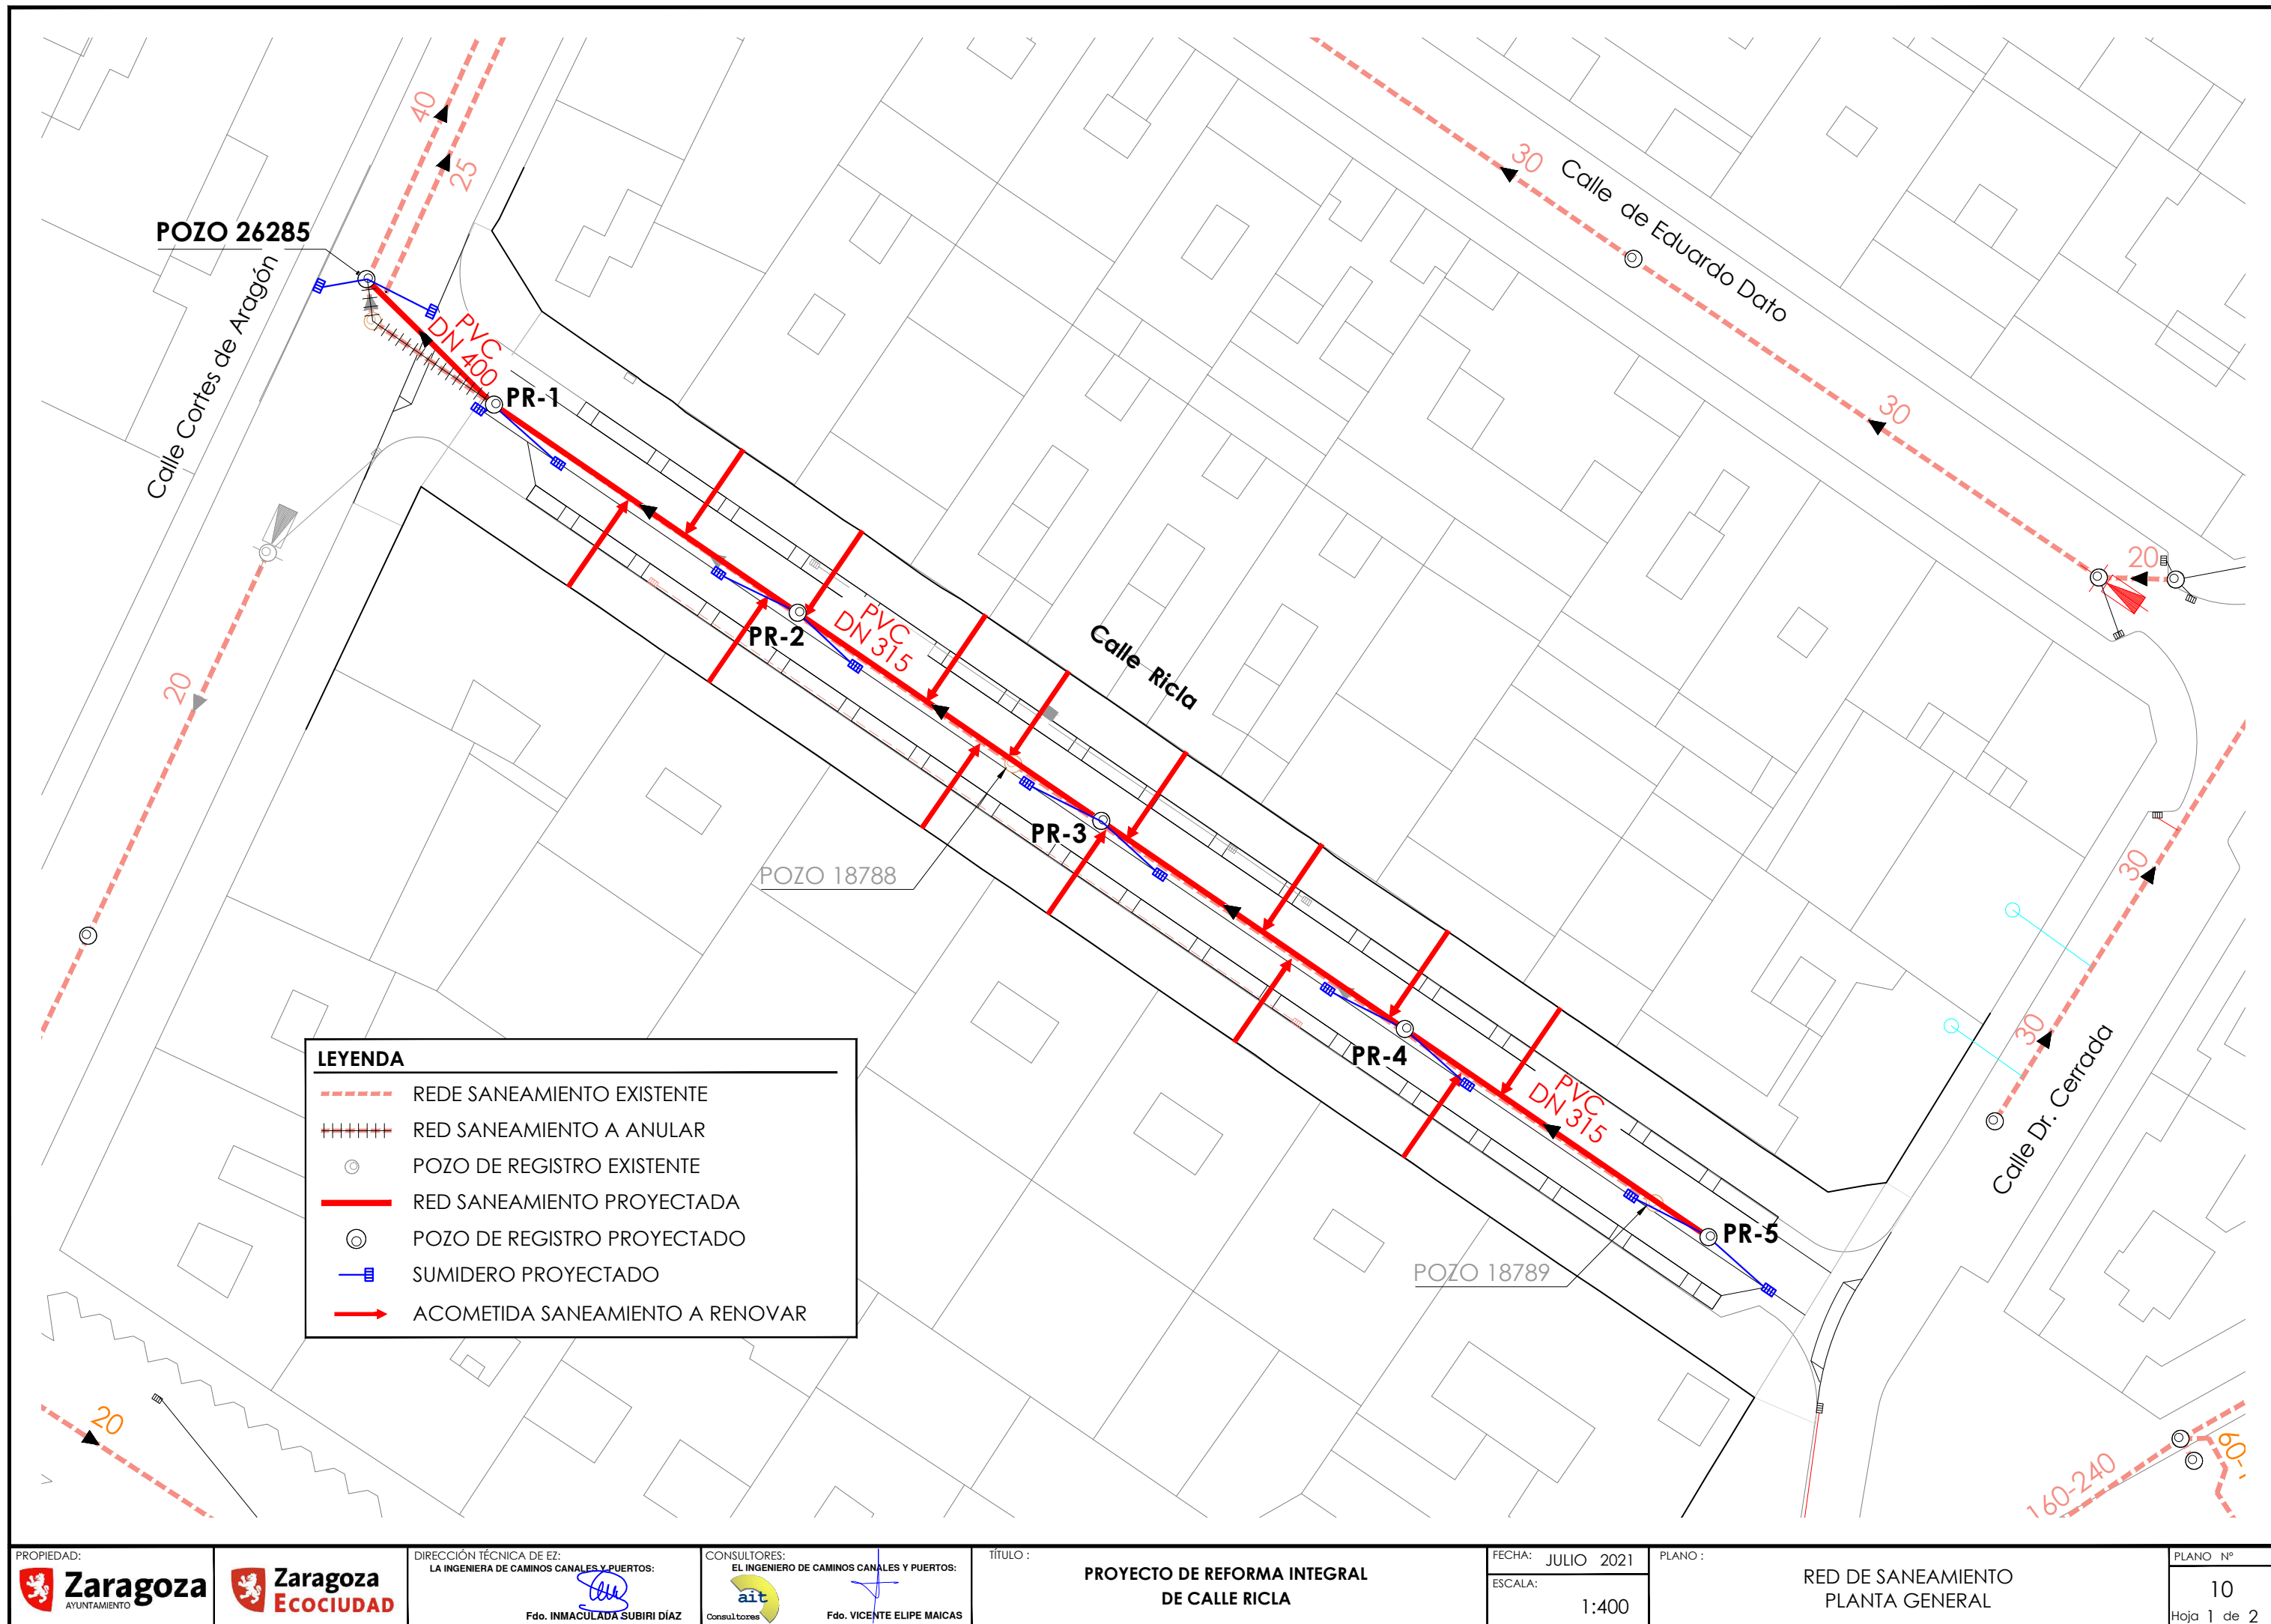 40
25
POZO 26285
Calle Cortes de Aragón
PVC
DN 400
PR-1
30
Calle de Eduardo Dato
30
20
20
PR-2
PVC
DN 315
Calle Ricla
PR-3
POZO 18788
30
30
Calle Dr. Cerrada
PR-4
PVC
DN 315
PR-5
POZO 18789
LEYENDA
REDE SANEAMIENTO EXISTENTE
RED SANEAMIENTO A ANULAR
POZO DE REGISTRO EXISTENTE
RED SANEAMIENTO PROYECTADA
POZO DE REGISTRO PROYECTADO
SUMIDERO PROYECTADO
ACOMETIDA SANEAMIENTO A RENOVAR
20
160-240
PROPIEDAD:
Zaragoza
AYUNTAMIENTO
Zaragoza
ECOCIUDAD
DIRECCIÓN TÉCNICA DE EZ:
LA INGENIERA DE CAMINOS CANALES Y PUERTOS:
Fdo. INMACULADA SUBIRI DÍAZ
CONSULTORES:
EL INGENIERO DE CAMINOS CANALES Y PUERTOS:
ait
Consultores
Fdo. VICENTE ELIPE MAICAS
TÍTULO :
PROYECTO DE REFORMA INTEGRAL
DE CALLE RICLA
FECHA: JULIO 2021
ESCALA:
1:400
PLANO :
RED DE SANEAMIENTO
PLANTA GENERAL
PLANO Nº
10
Hoja 1 de 2